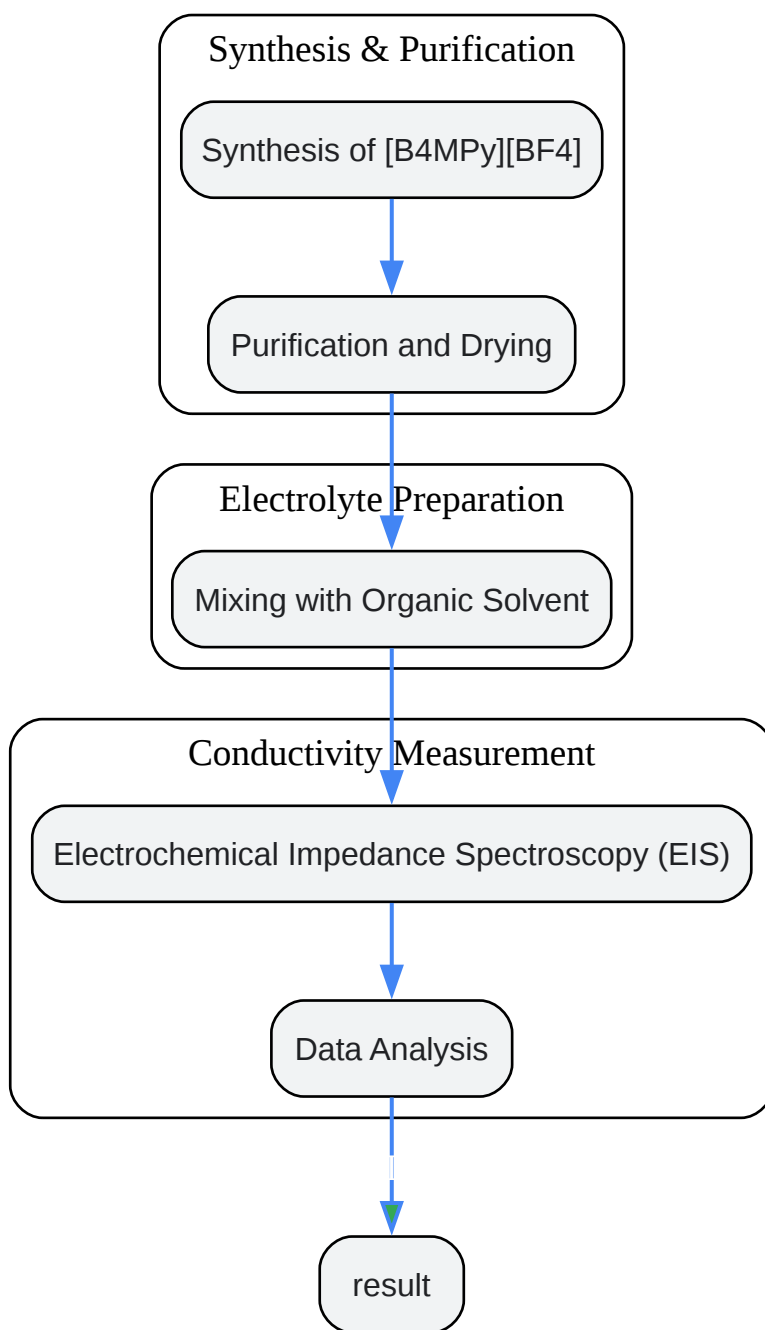 Synthesis & Purification
Synthesis of [B4MPy][BF4]
Purification and Drying
Electrolyte Preparation
Mixing with Organic Solvent
Conductivity Measurement
Electrochemical Impedance Spectroscopy (EIS)
Data Analysis
result